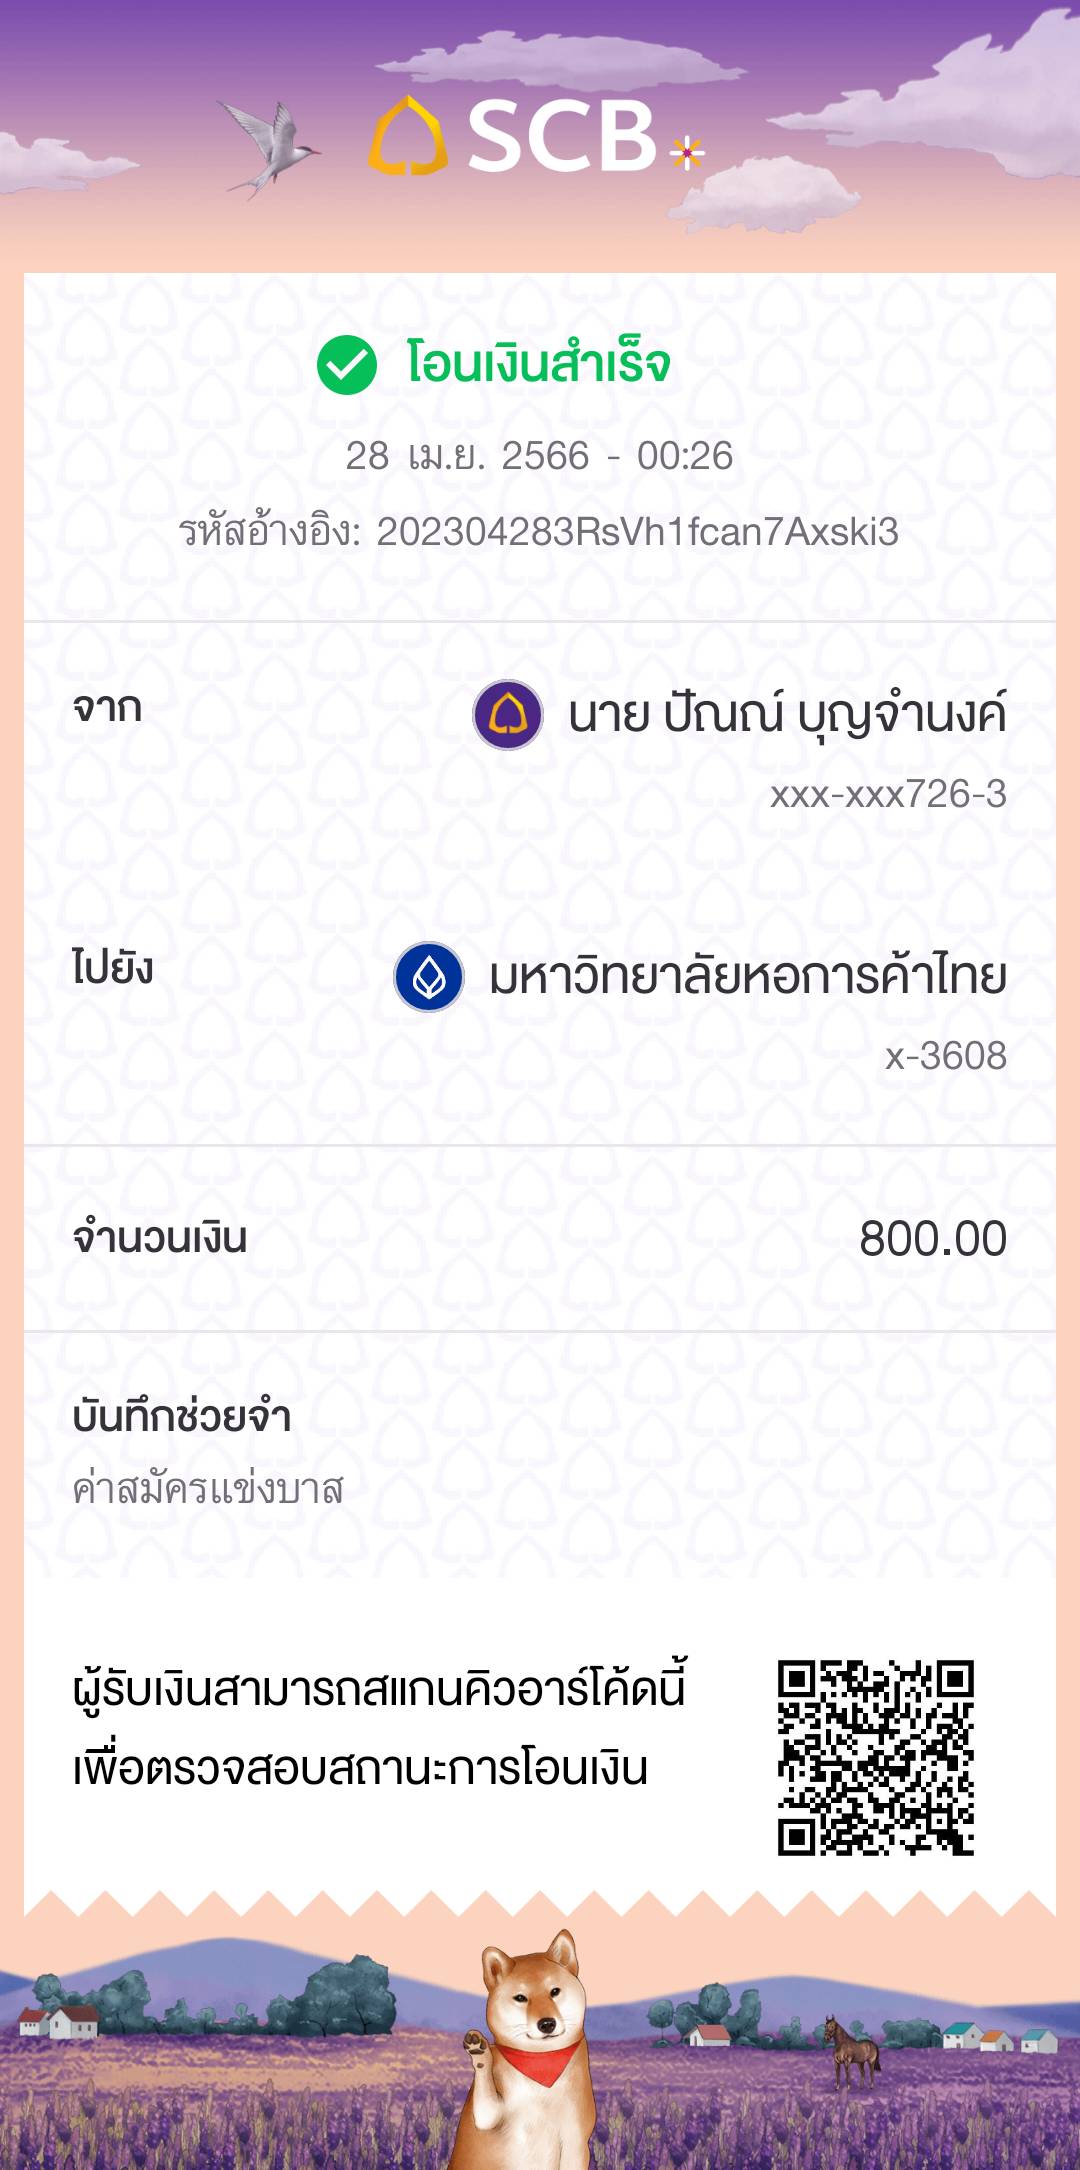 SCB
โอนเงินสำเร็จ
28 เม.ย. 2566 - 00:26
รหัสอ้างอิง: 202304283RsVh1fcan7Axski3
จาก
นาย ปัณณ์ บุญจำนงค์
xxx-xxx726-3
ไปยัง
มหาวิทยาลัยหอการค้าไทย
x-3608
จำนวนเงิน
800.00
บันทึกช่วยจำ
ค่าสมัครแข่งบาส
ผู้รับเงินสามารถสแกนคิวอาร์โค้ดนี้
เพื่อตรวจสอบสถานะการโอนเงิน